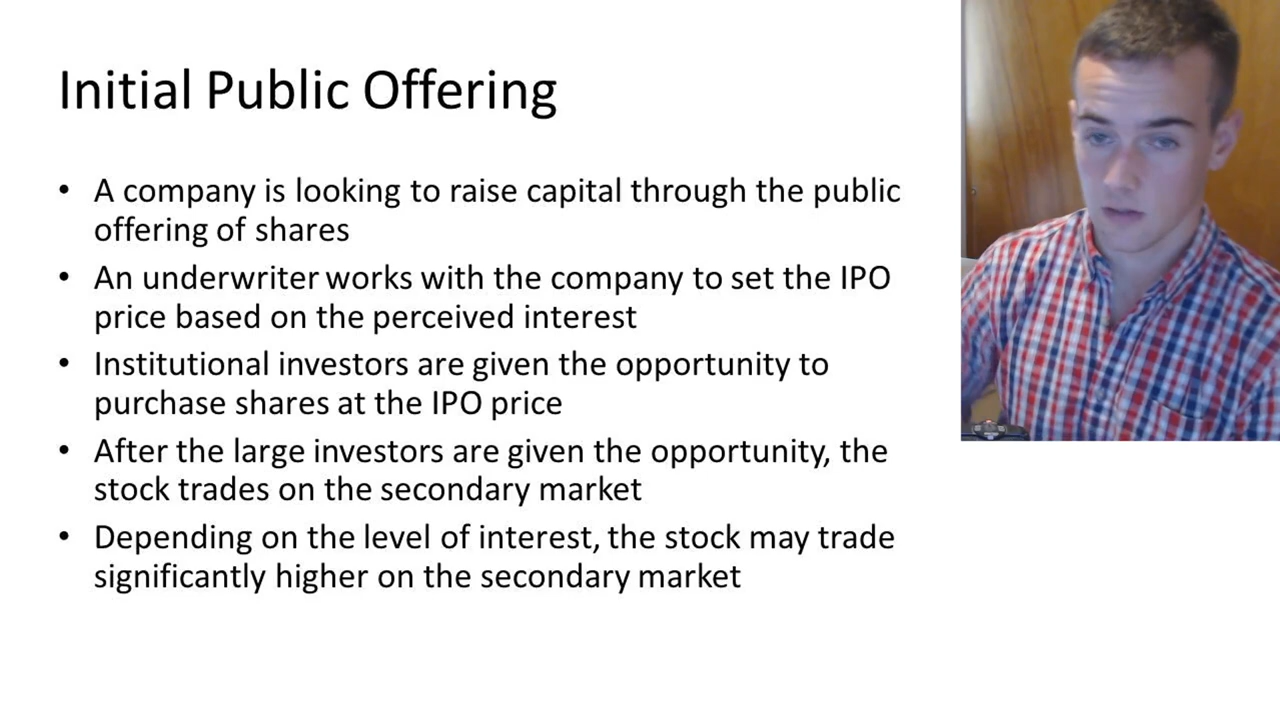 Initial Public Offering
• A company is looking to raise capital through the public
offering of shares
• An underwriter works with the company to set the IPO
price based on the perceived interest
• Institutional investors are given the opportunity to
purchase shares at the IPO price
• After the large investors are given the opportunity, the
stock trades on the secondary market
• Depending on the level of interest, the stock may trade
significantly higher on the secondary market